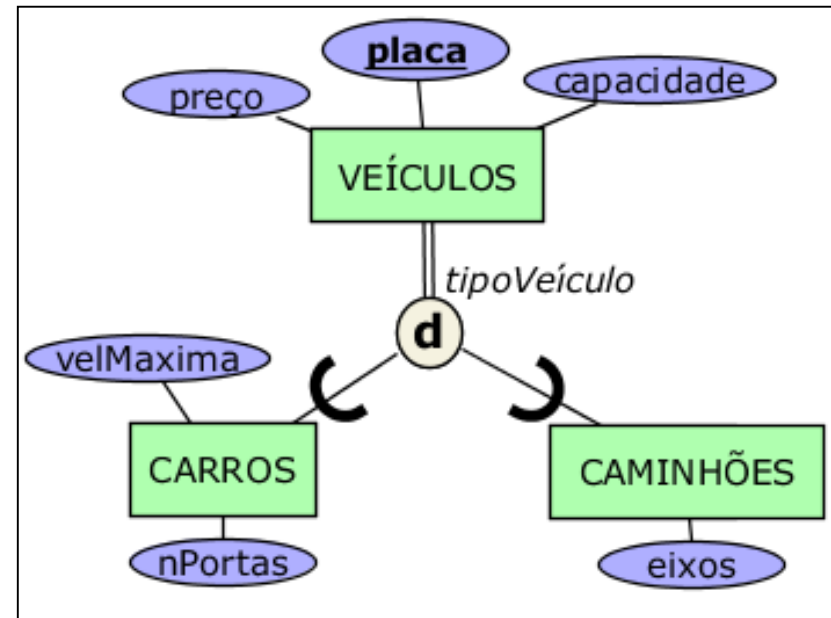 placa
preço
capacidade
VEÍCULOS
tipoVeículo
d
velMaxima
CARROS
CAMINHÕES
nPortas
eixos